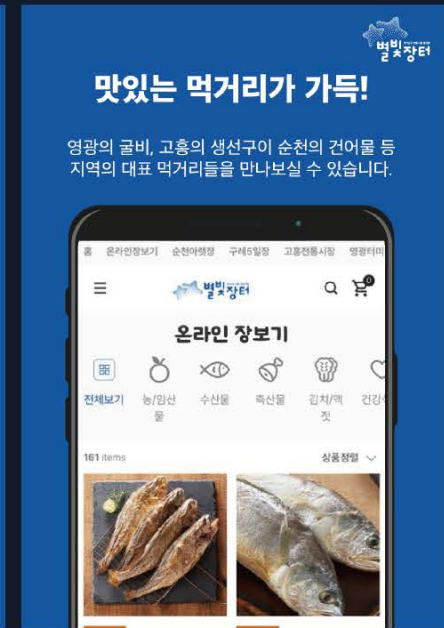 별빛장터
맛있는 먹거리가 가득!
영광의 굴비, 고흥의 생선구이 순천의 건어물 등
지역의 대표 먹거리들을 만나보실 수 있습니다.
홈 온라인장보기 순천아랫장 구례5일장 고흥전통시장 영광터미
별빛장터 0
온라인 장보기
전체보기 농/임산물 수산물 축산물 김치/액젓 건강
161 items 상품정렬